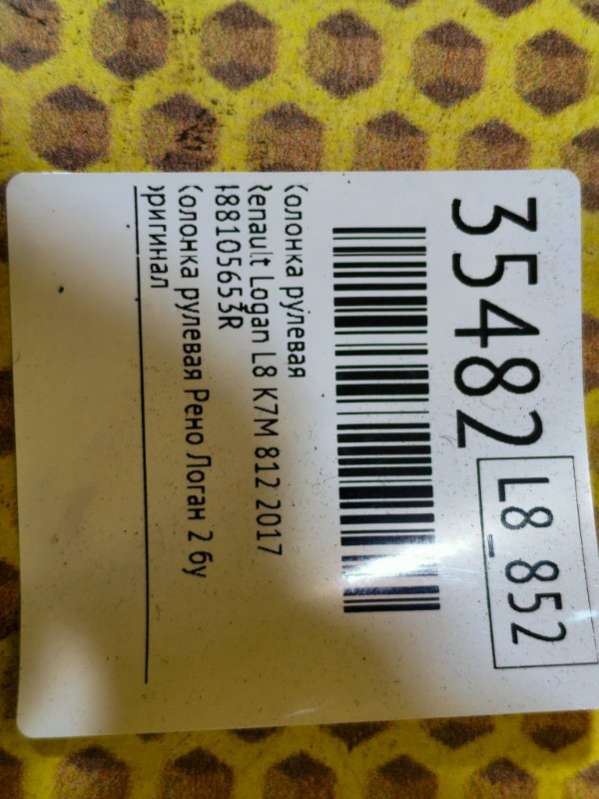 35482
L8_852
Колонка рулевая
Renault Logan L8 K7M 812 2017
488105653R
Колонка рулевая Рено Логан 2 бу
оригинал